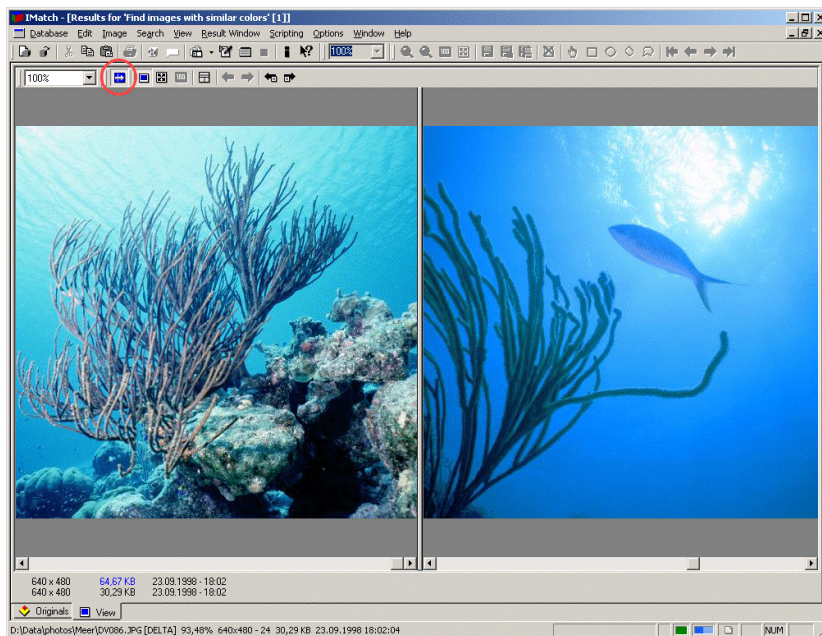 IMatch - [Results for 'Find images with similar colors' [1]]
Database Edit Image Search View Result Window Scripting Options Window Help
100%
100%
640 x 480 64,67 KB 23.09.1998 - 18:02
640 x 480 30,29 KB 23.09.1998 - 18:02
Originals View
D:\Data\photos\Meer\DV086.JPG [DELTA] 93,48% 640x480 - 24 30,29 KB 23.09.1998 18:02:04 NUM